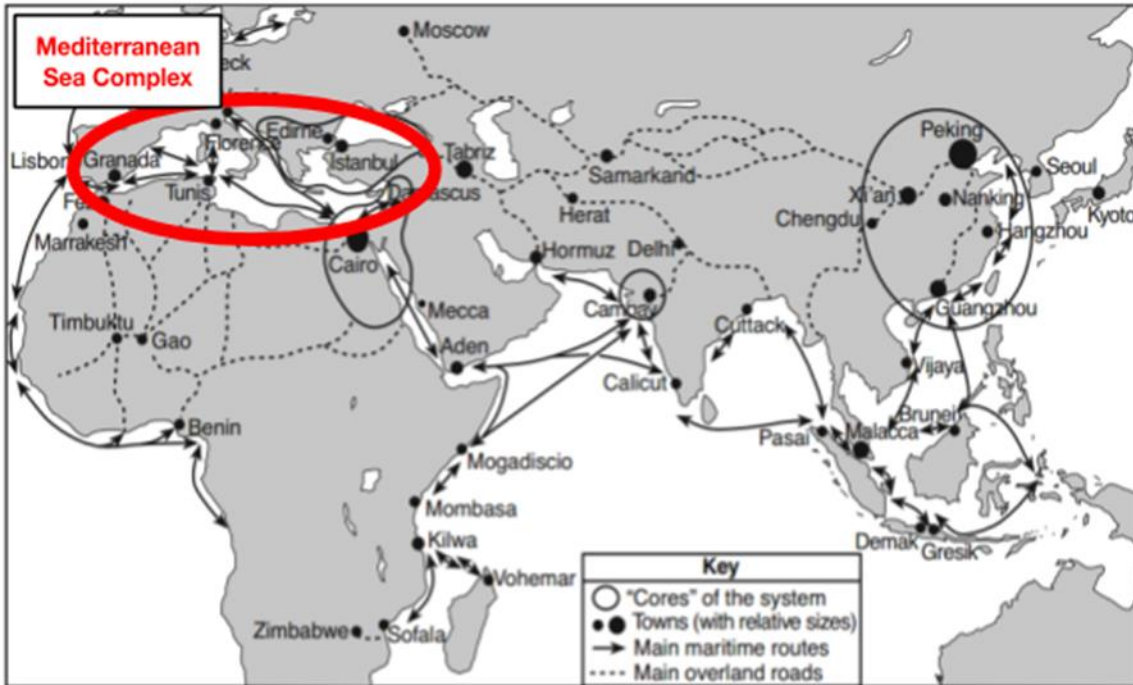 Mediterranean
Sea Complex
Moscow
Edirne
Florence
Istanbul
Lisbon
Granada
Tabriz
Tunis
Damascus
Marrakesh
Cairo
Samarkand
Herat
Hormuz
Delhi
Cambay
Mecca
Aden
Calicut
Cuttack
Timbuktu
Gao
Benin
Mogadiscio
Mombasa
Kilwa
Vohemar
Zimbabwe
Sofala
Peking
Xi'an
Nanking
Chengdu
Hangzhou
Guangzhou
Seoul
Kyoto
Vijaya
Brunei
Pasai
Malacca
Demak
Gresik
Key
"Cores" of the system
Towns (with relative sizes)
Main maritime routes
Main overland roads